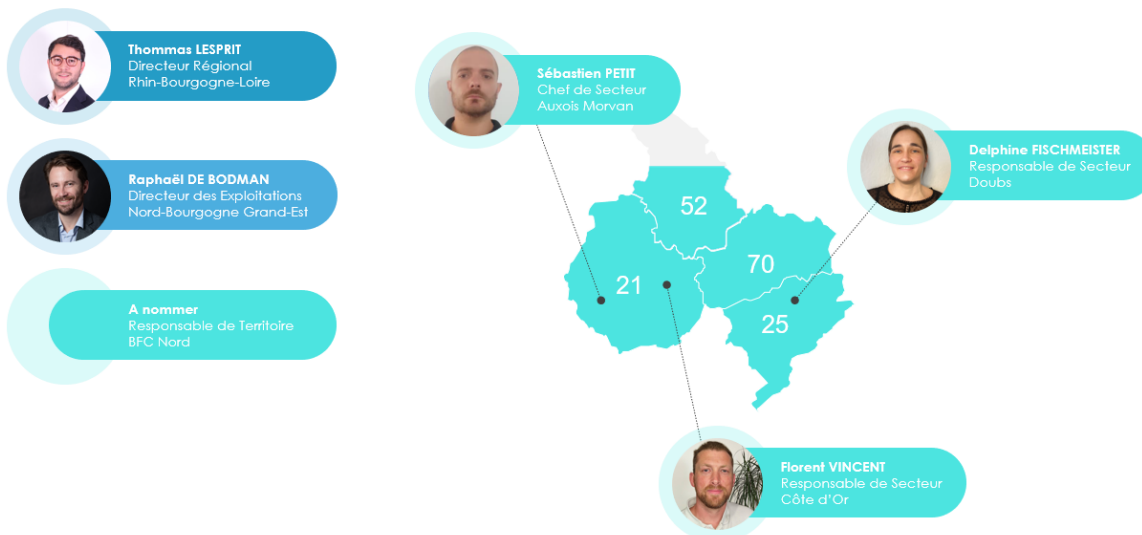 Thommas LESPRIT
Directeur Régional
Rhin-Bourgogne-Loire
Raphaël DE BODMAN
Directeur des Exploitations
Nord-Bourgogne Grand-Est
A nommer
Responsable de Territoire
BFC Nord
Sébastien PETIT
Chef de Secteur
Auxois Morvan
Delphine FISCHMEISTER
Responsable de Secteur
Doubs
52
70
21
25
Florent VINCENT
Responsable de Secteur
Côte d'Or